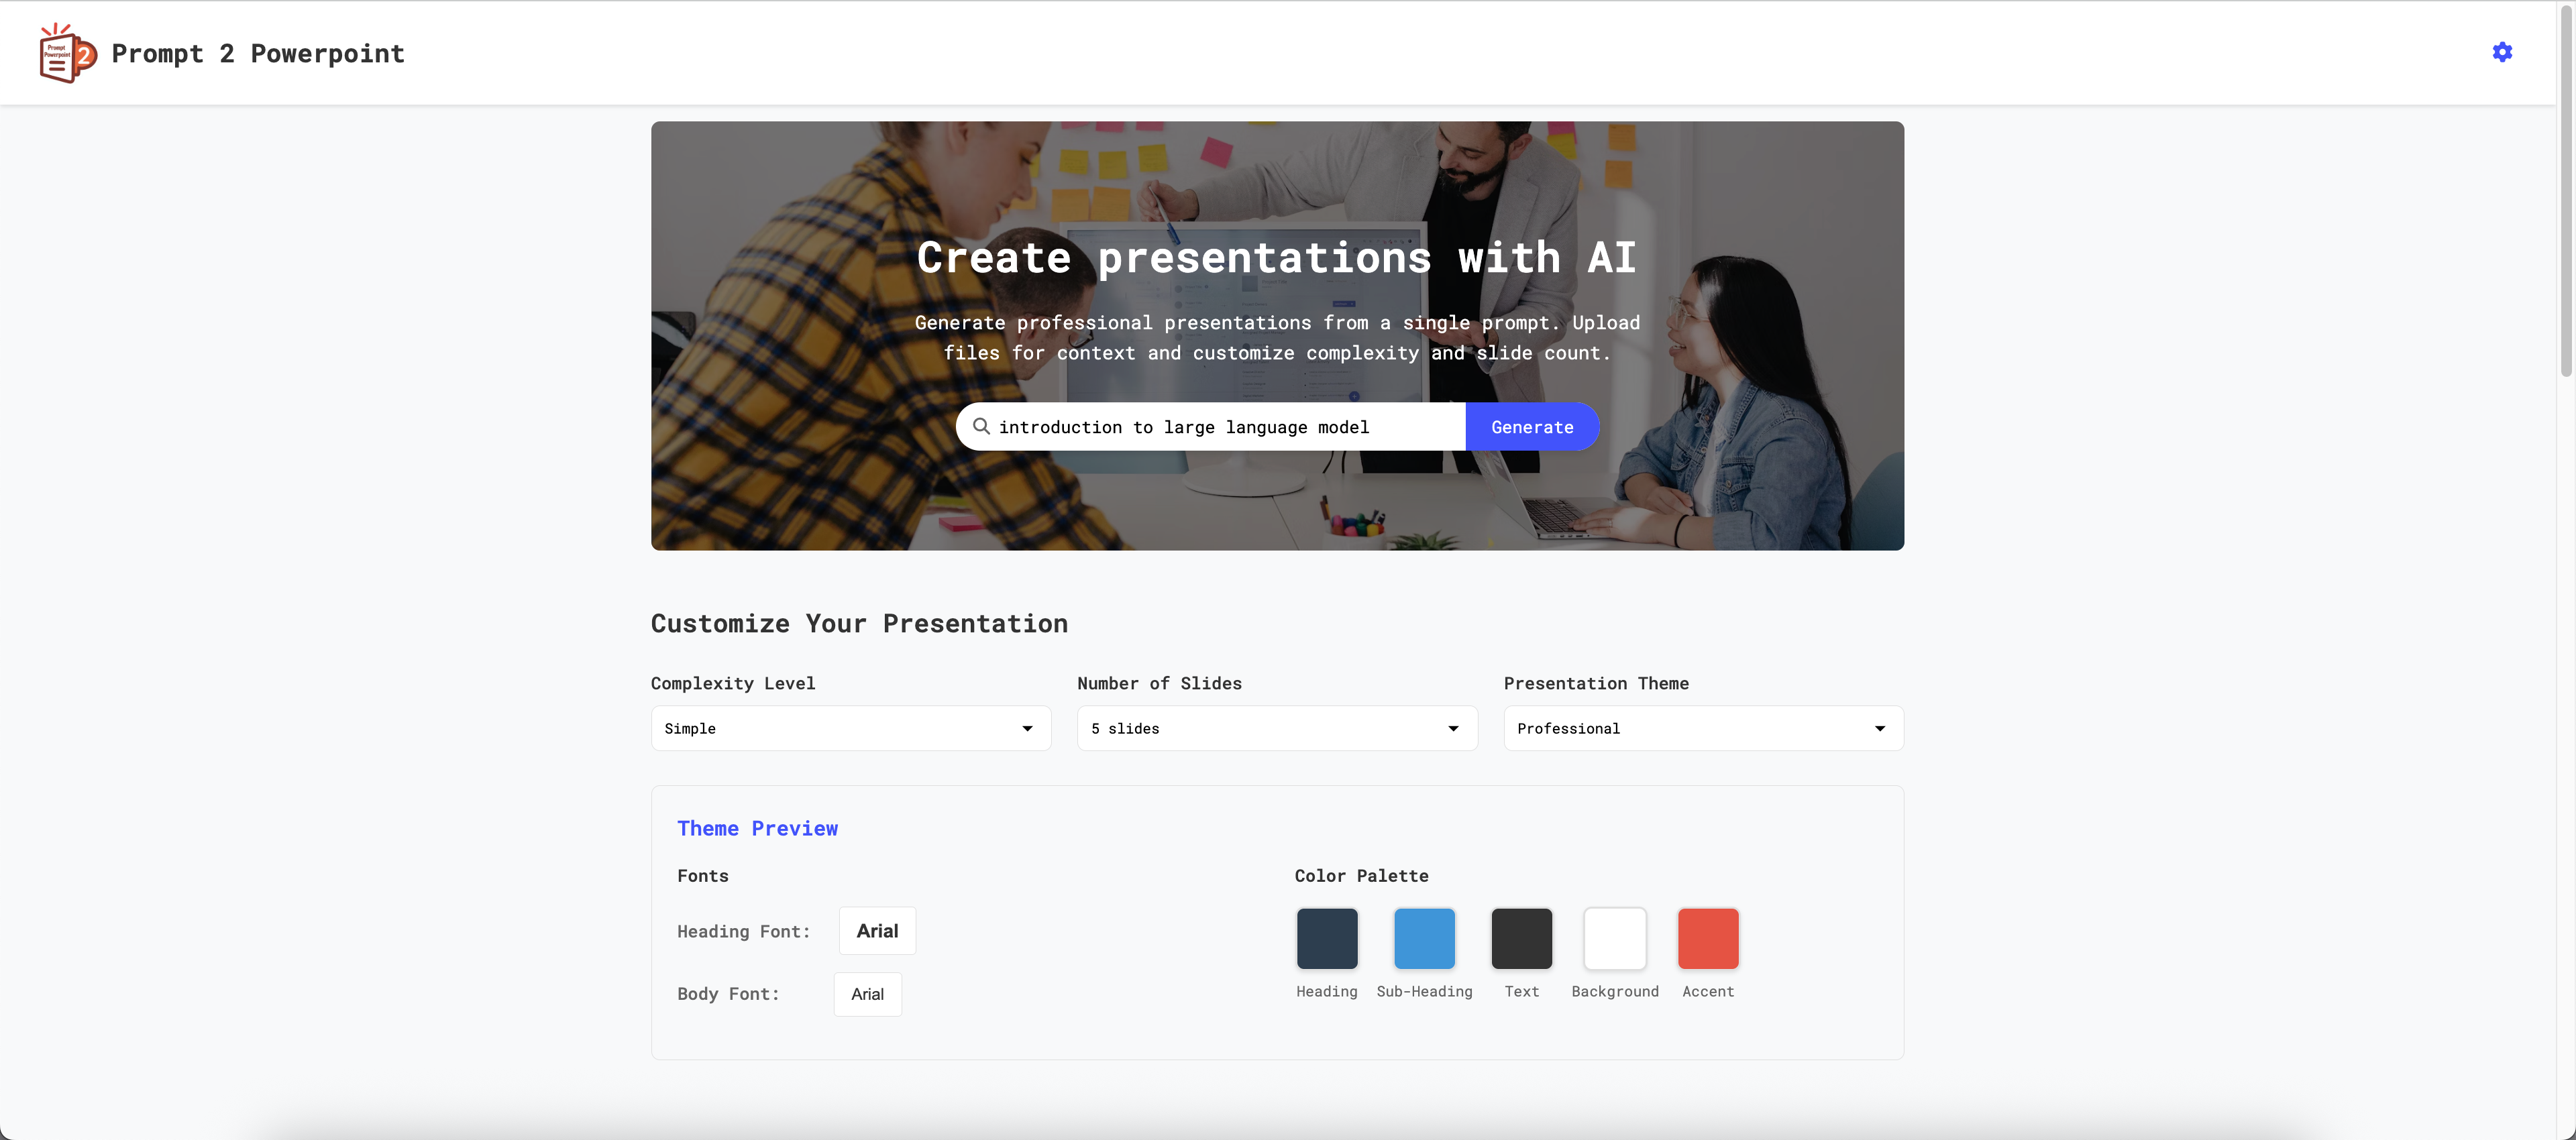 Prompt
Powerpoint
2
Prompt 2 Powerpoint
Create presentations with AI
Generate professional presentations from a single prompt. Upload
files for context and customize complexity and slide count.
introduction to large language model
Generate
Customize Your Presentation
Complexity Level
Number of Slides
Presentation Theme
Simple
5 slides
Professional
Theme Preview
Fonts
Color Palette
Heading Font:
Arial
Body Font:
Arial
Heading
Sub-Heading
Text
Background
Accent